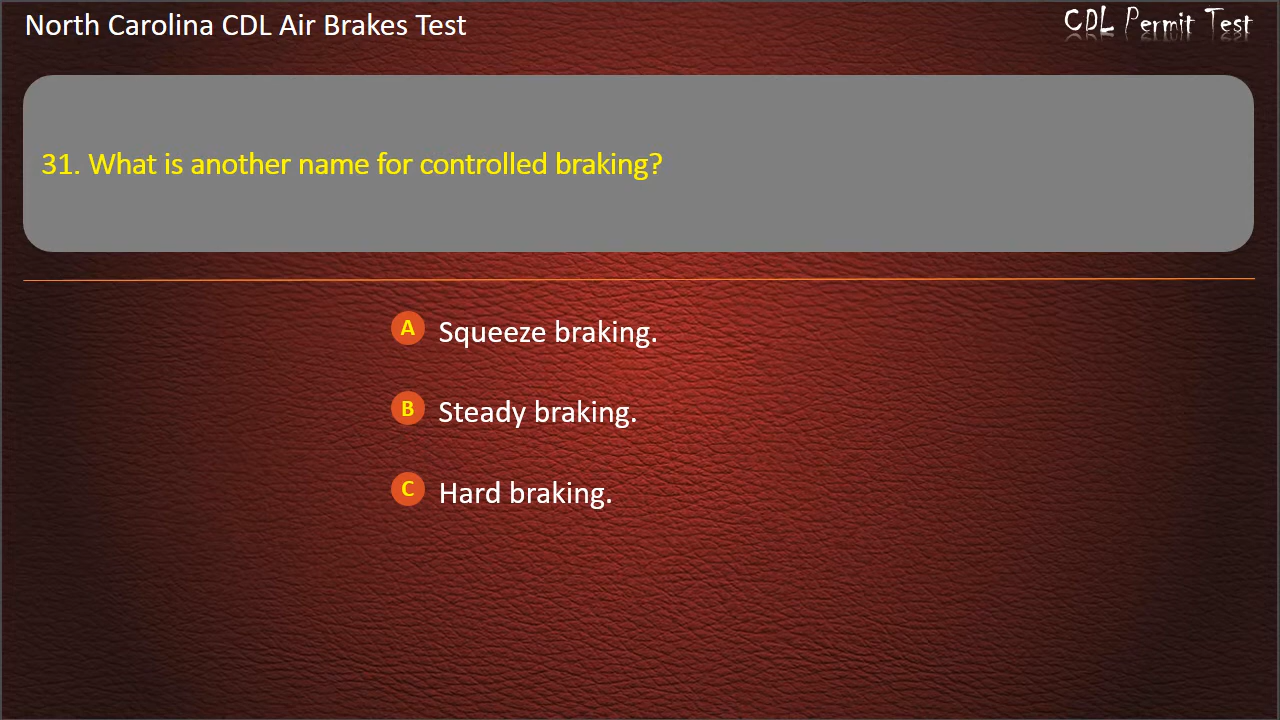 North Carolina CDL Air Brakes Test
CDL Permit Test
31. What is another name for controlled braking?
A Squeeze braking.
B Steady braking.
C Hard braking.